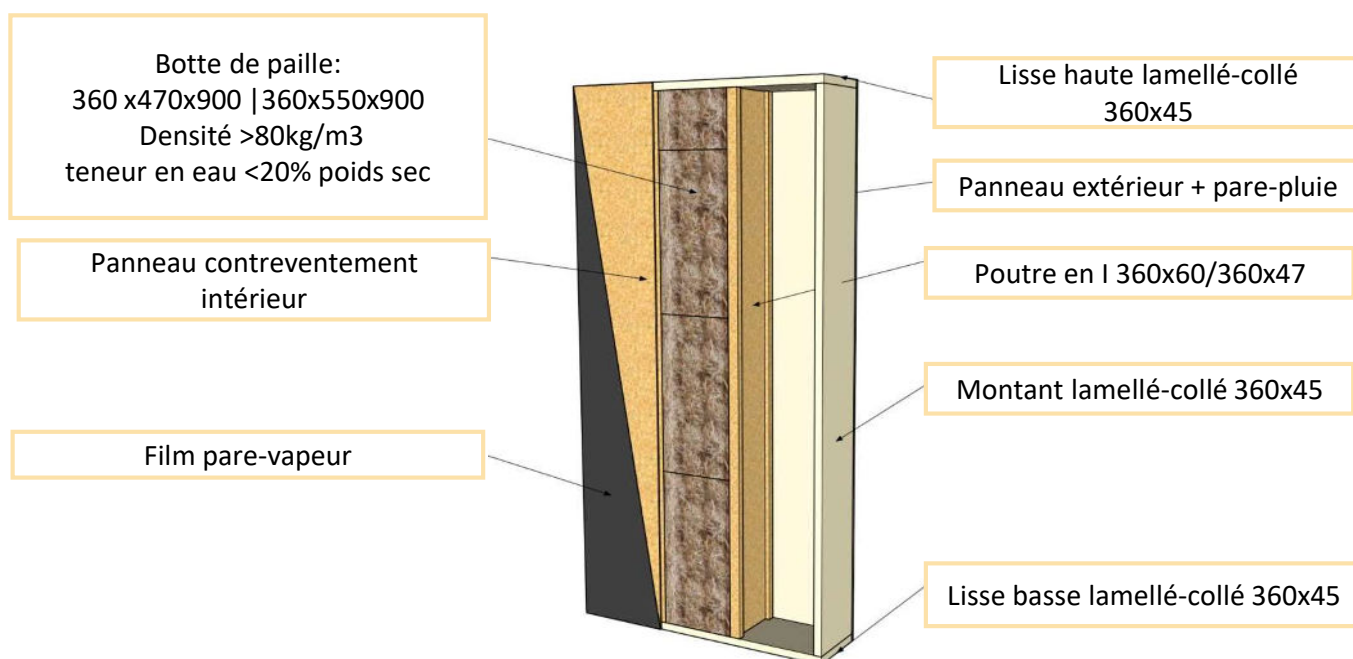 Botte de paille:
360 x470x900 |360x550x900
Densité >80kg/m3
teneur en eau <20% poids sec
Panneau contreventement
intérieur
Film pare-vapeur
Lisse haute lamellé-collé
360x45
Panneau extérieur + pare-pluie
Poutre en I 360x60/360x47
Montant lamellé-collé 360x45
Lisse basse lamellé-collé 360x45